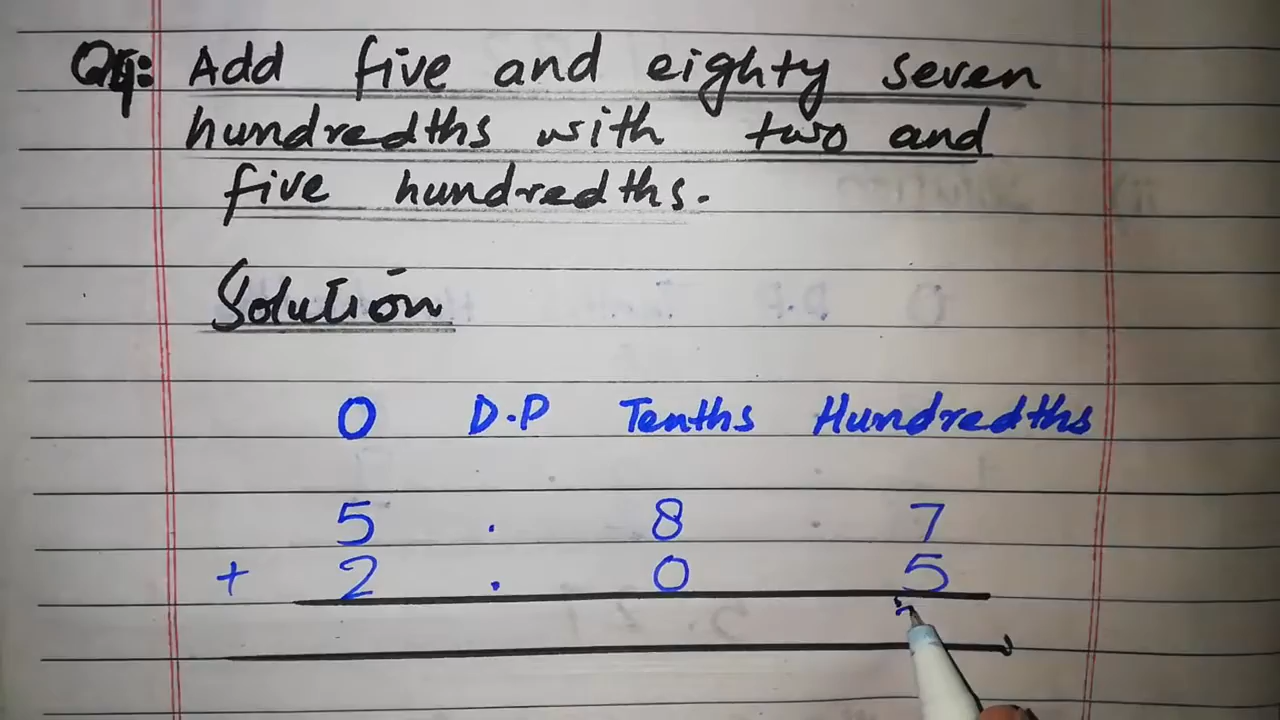 Q4: Add five and eighty seven
hundredths with two and
five hundredths.
Solution
O D.P Tenths Hundredths
5 . 8 7
+ 2 . 0 5